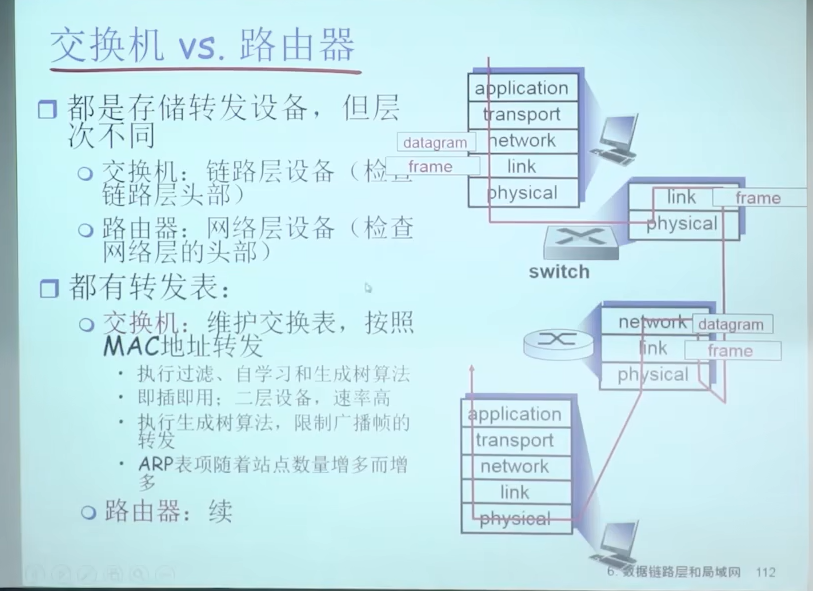 交换机 vs. 路由器
都是存储转发设备，但层
次不同
交换机：链路层设备（检查
链路层头部）
路由器：网络层设备（检查
网络层的头部）
都有转发表：
交换机：维护交换表，按照
MAC地址转发
执行过滤、自学习和生成树算法
即插即用；二层设备，速率高
执行生成树算法，限制广播帧的
转发
ARP表项随着站点数量增多而增
多
路由器：续
application
transport
datagram
network
frame
link
physical
link
frame
physical
switch
network
datagram
link
frame
physical
application
transport
network
link
physical
6. 数据链路层和局域网 112